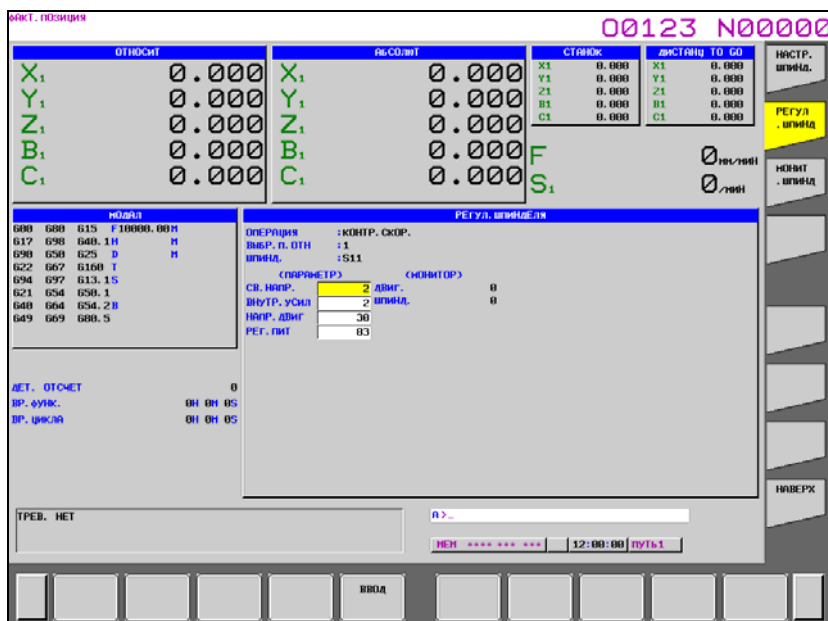 ФАКТ. ПОЗИЦИЯ
O0123 N00000
ОТНОСИТ
X1 0.000
Y1 0.000
Z1 0.000
B1 0.000
C1 0.000
АБСОЛЮТ
X1 0.000
Y1 0.000
Z1 0.000
B1 0.000
C1 0.000
СТАНОК
X1 0.000
Y1 0.000
Z1 0.000
B1 0.000
C1 0.000
ДИСТАНЦ TO GO
X1 0.000
Y1 0.000
Z1 0.000
B1 0.000
C1 0.000
F 0 ММ/МИН
S1 0 /МИН
МОДАЛ
G00 G80 G15 F10000.00M
G17 G98 G40.1H M
G90 G50 G25 D M
G22 G67 G160 T
G94 G97 G13.1S
G21 G54 G50.1
G40 G64 G54.2B
G49 G69 G80.5
ДЕТ. ОТСЧЕТ 0
ВР.ФУНК. 0H 0M 0S
ВР.ЦИКЛА 0H 0M 0S
РЕГУЛ.ШПИНДЕЛЯ
ОПЕРАЦИЯ :КОНТР.СКОР.
ВЫБР.П.ОТН :1
ШПИНД. :S11
(ПАРАМЕТР) (МОНИТОР)
СВ.НАПР. 2 ДВИГ. 0
ВНУТР.УСИЛ 2 ШПИНД. 0
НАПР.ДВИГ 30
РЕГ.ПИТ 83
ТРЕВ. НЕТ
A>_
MEM **** *** *** 12:00:00 ПУТЬ1
НАСТР.
ШПИНД.
РЕГУЛ
.ШПИНД
МОНИТ
.ШПИНД
НАВЕРХ
ВВОД